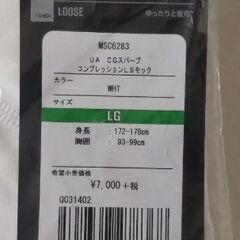 LOOSE
ゆったりと着用
MSC6283
UA CGスパーブ
コンプレッションLSモック
カラー
WHT
サイズ
LG
身長 : 172-178cm
胸囲 : 93-99cm
希望小売価格
¥7,000 +税
Q031402